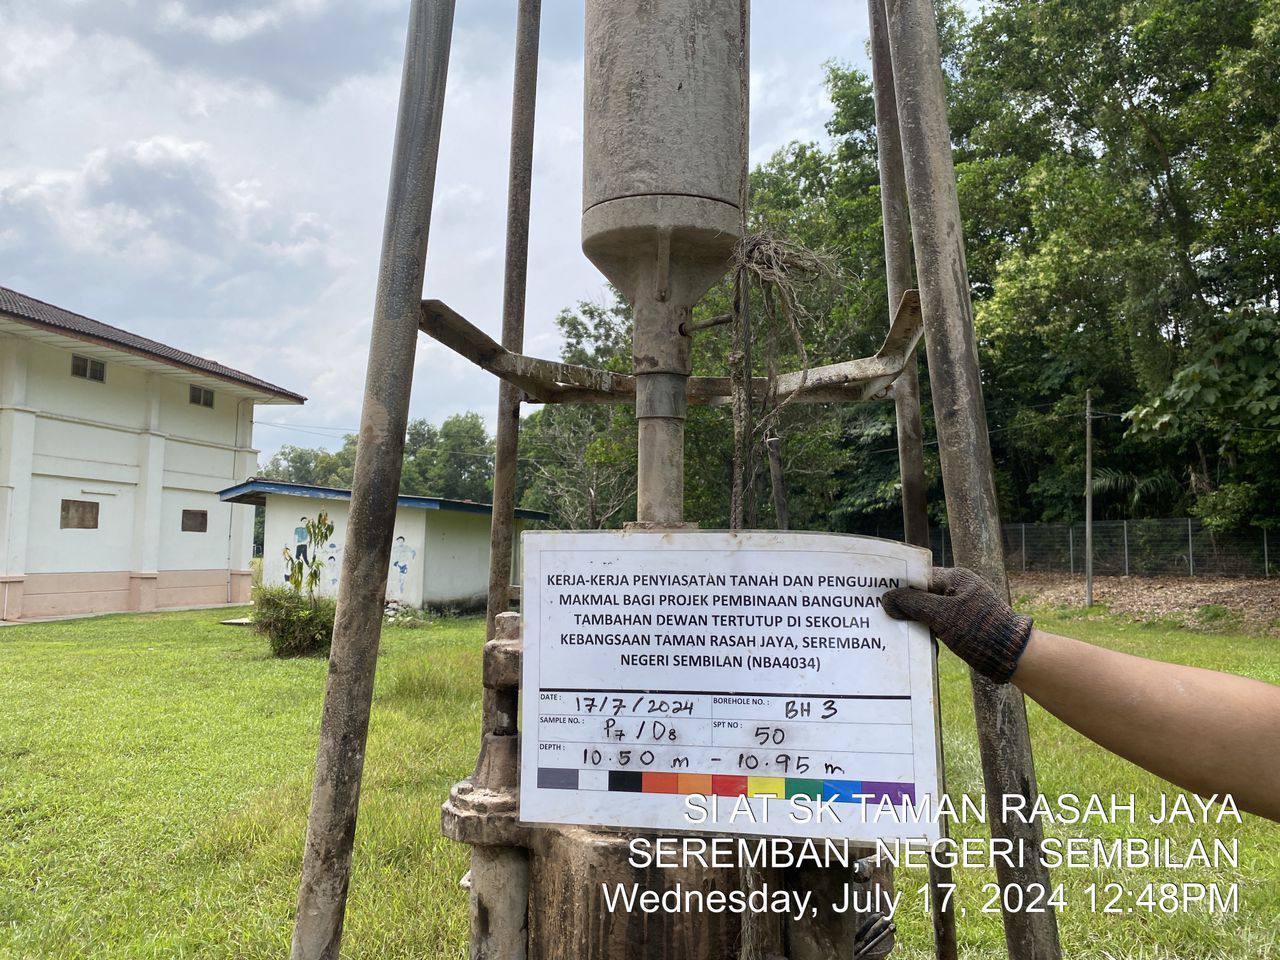 KERJA-KERJA PENYIASATAN TANAH DAN PENGUJIAN
MAKMAL BAGI PROJEK PEMBINAAN BANGUNAN
TAMBAHAN DEWAN TERTUTUP DI SEKOLAH
KEBANGSAAN TAMAN RASAH JAYA, SEREMBAN,
NEGERI SEMBILAN (NBA4034)
DATE : 17/7/2024 BOREHOLE NO. : BH 3
SAMPLE NO. : P7 / D8 SPT NO : 50
DEPTH : 10.50 m - 10.95 m
SI AT SK TAMAN RASAH JAYA
SEREMBAN, NEGERI SEMBILAN
Wednesday, July 17, 2024 12:48PM